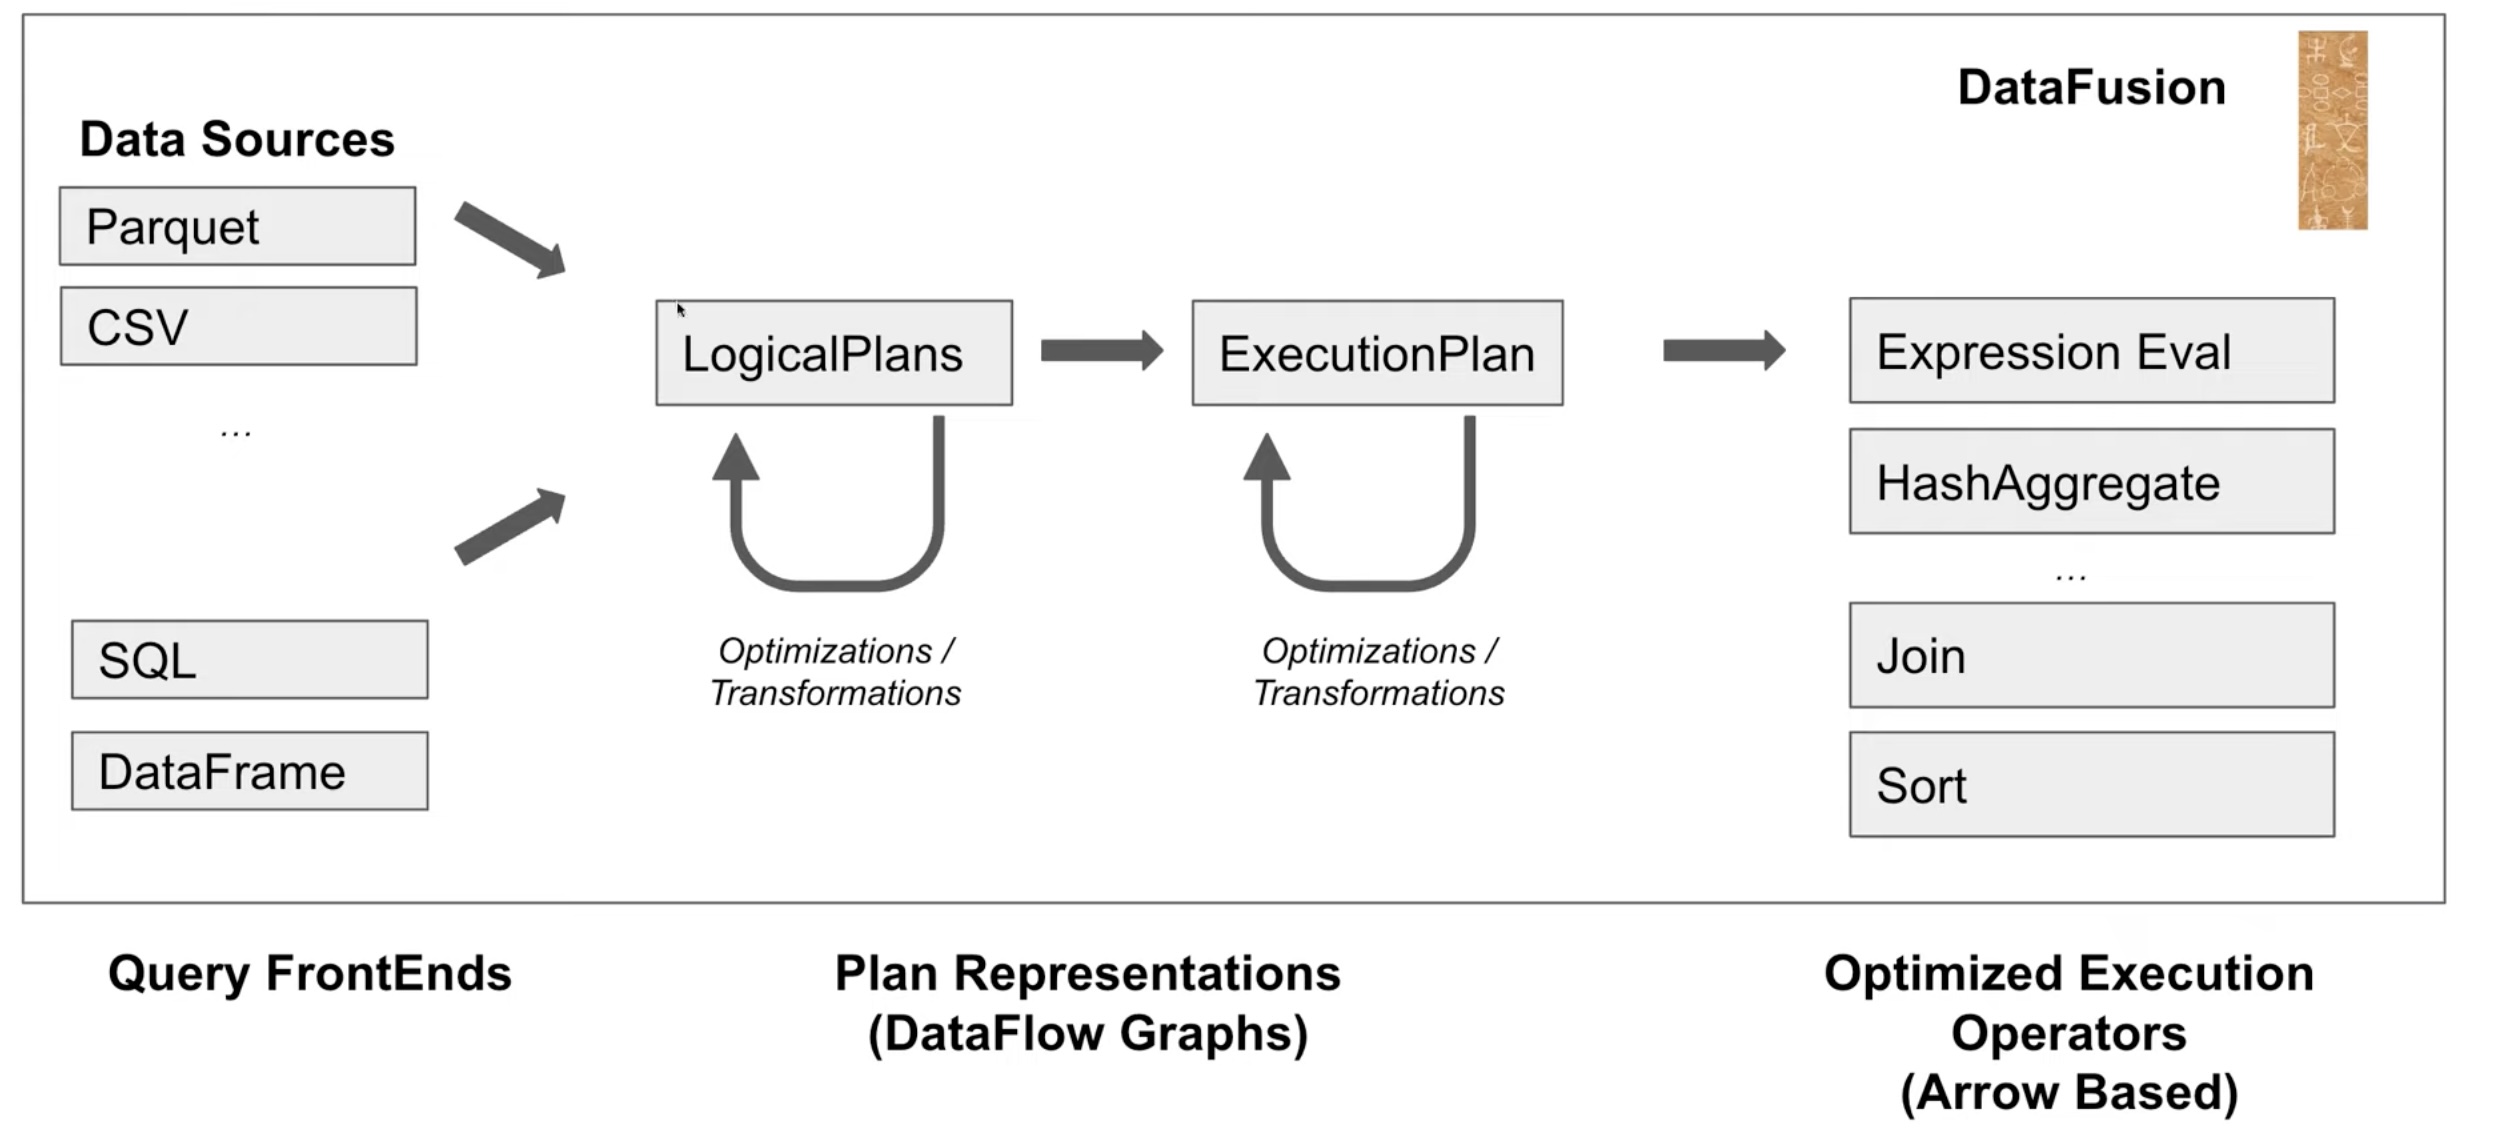 DataFusion
Data Sources
Parquet
CSV
...
SQL
DataFrame
LogicalPlans
Optimizations /
Transformations
ExecutionPlan
Optimizations /
Transformations
Expression Eval
HashAggregate
...
Join
Sort
Query FrontEnds
Plan Representations
(DataFlow Graphs)
Optimized Execution
Operators
(Arrow Based)